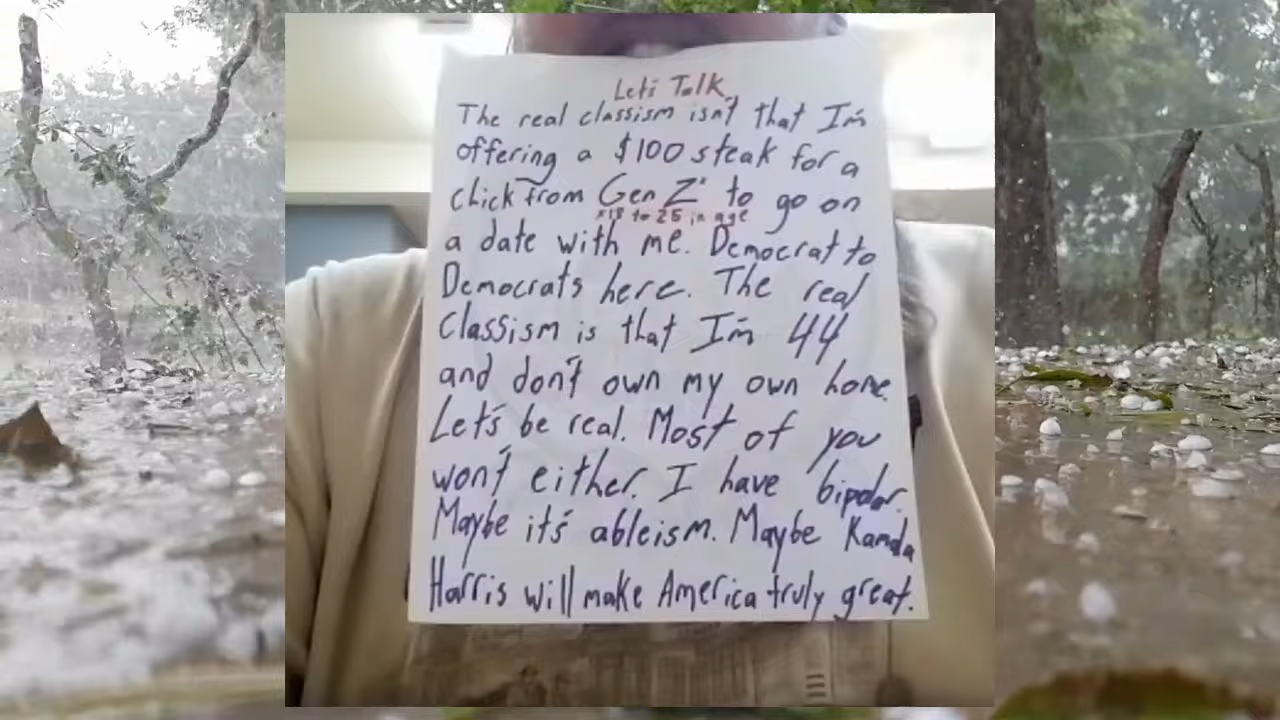 Let's Talk
The real classism isn't that I'm
offering a $100 steak for a
click from Gen Z* to go on
*18 to 25 in age
a date with me. Democrat to
Democrats here. The real
classism is that I'm 44
and don't own my own home.
Let's be real. Most of you
won't either. I have bipolar.
Maybe it's ableism. Maybe Kamala
Harris will make America truly great.